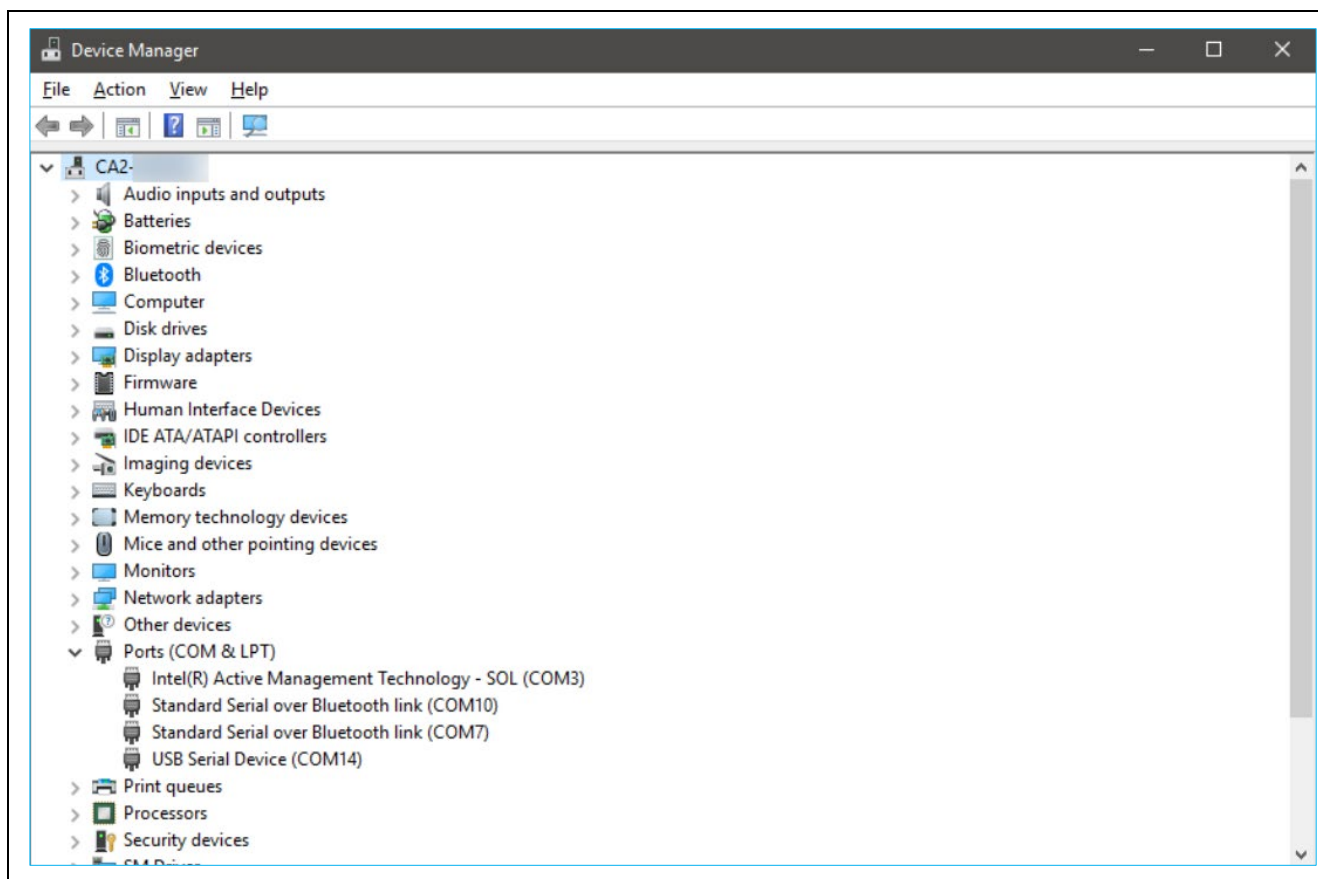 Device Manager
File Action View Help
CA2-
Audio inputs and outputs
Batteries
Biometric devices
Bluetooth
Computer
Disk drives
Display adapters
Firmware
Human Interface Devices
IDE ATA/ATAPI controllers
Imaging devices
Keyboards
Memory technology devices
Mice and other pointing devices
Monitors
Network adapters
Other devices
Ports (COM & LPT)
Intel(R) Active Management Technology - SOL (COM3)
Standard Serial over Bluetooth link (COM10)
Standard Serial over Bluetooth link (COM7)
USB Serial Device (COM14)
Print queues
Processors
Security devices